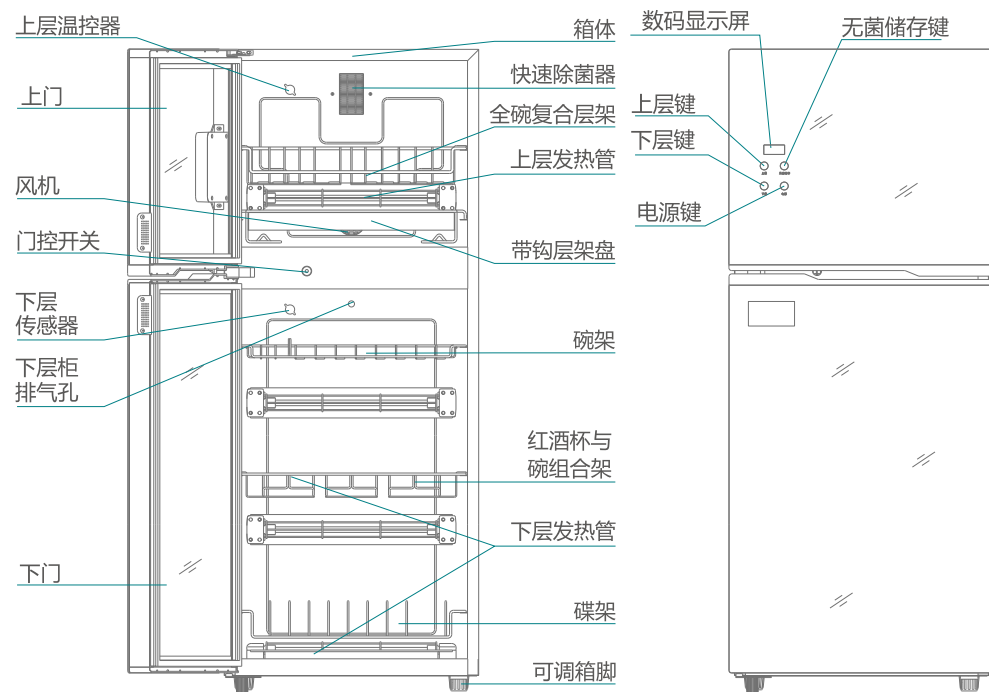 上层温控器
上门
风机
门控开关
下层
传感器
下层柜
排气孔
下门
箱体
快速除菌器
全碗复合层架
上层发热管
带钩层架盘
碗架
红酒杯与
碗组合架
下层发热管
碟架
可调箱脚
数码显示屏
无菌储存键
上层键
下层键
电源键